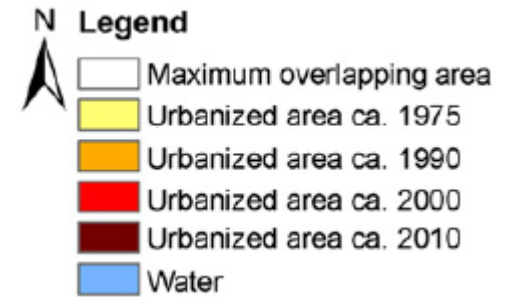 N Legend
Maximum overlapping area
Urbanized area ca. 1975
Urbanized area ca. 1990
Urbanized area ca. 2000
Urbanized area ca. 2010
Water